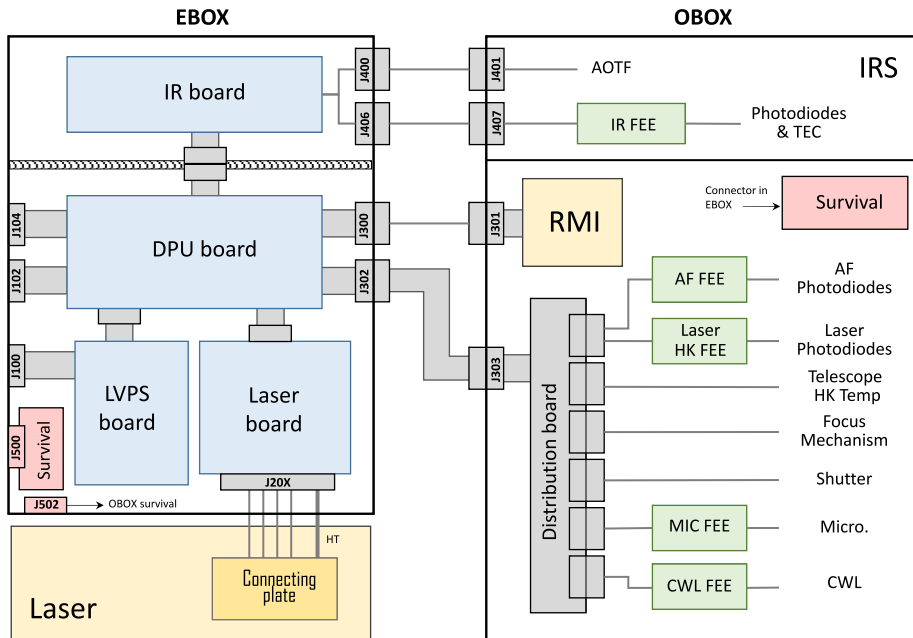 EBOX
OBOX
IR board
J400
J401
AOTF
IRS
J406
J407
IR FEE
Photodiodes
& TEC
J104
DPU board
J300
J301
RMI
Connector in
EBOX
Survival
J102
J302
AF FEE
AF
Photodiodes
J100
LVPS
board
Laser
board
J303
Distribution board
Laser
HK FEE
Laser
Photodiodes
Telescope
HK Temp
J500
Survival
Focus
Mechanism
J20X
Shutter
J502
OBOX survival
MIC FEE
Micro.
HT
Connecting
plate
Laser
CWL FEE
CWL